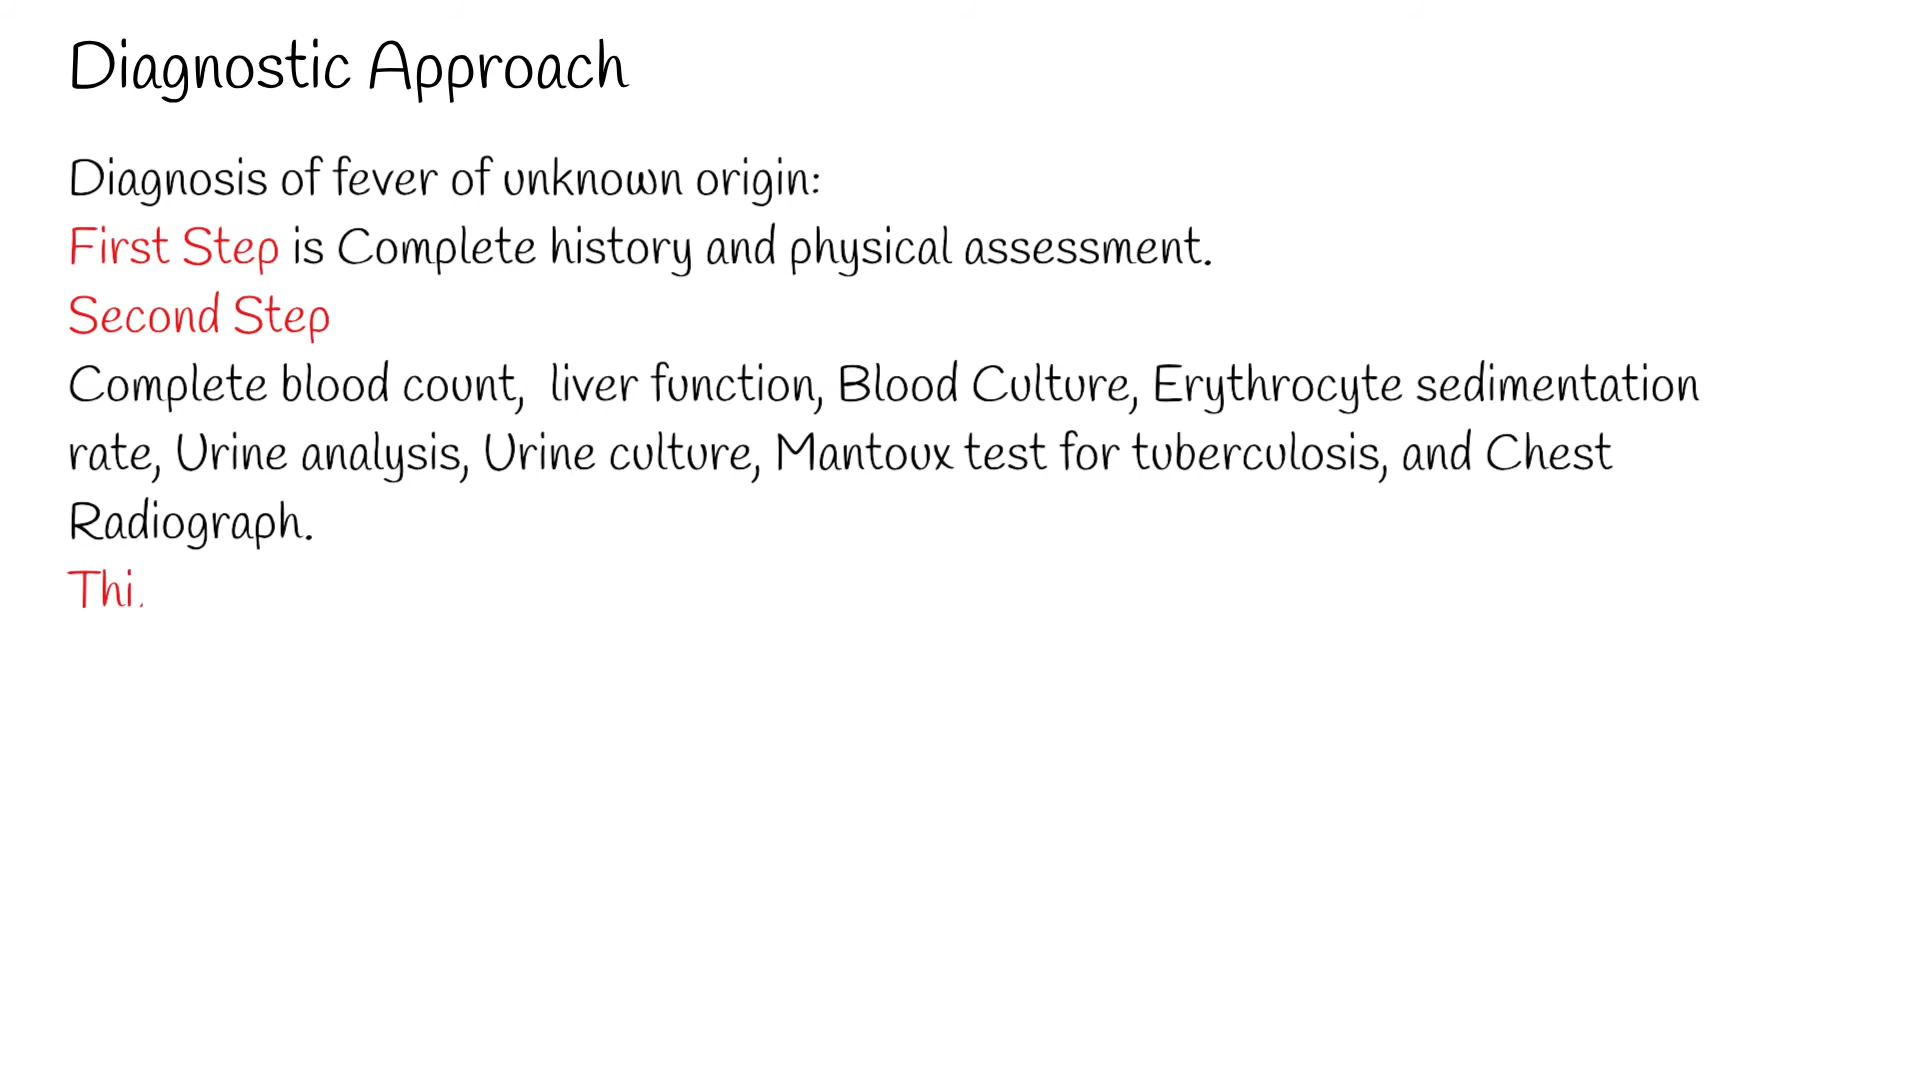 Diagnostic Approach
Diagnosis of fever of unknown origin:
First Step is Complete history and physical assessment.
Second Step
Complete blood count, liver function, Blood Culture, Erythrocyte sedimentation
rate, Urine analysis, Urine culture, Mantoux test for tuberculosis, and Chest
Radiograph.
Thi